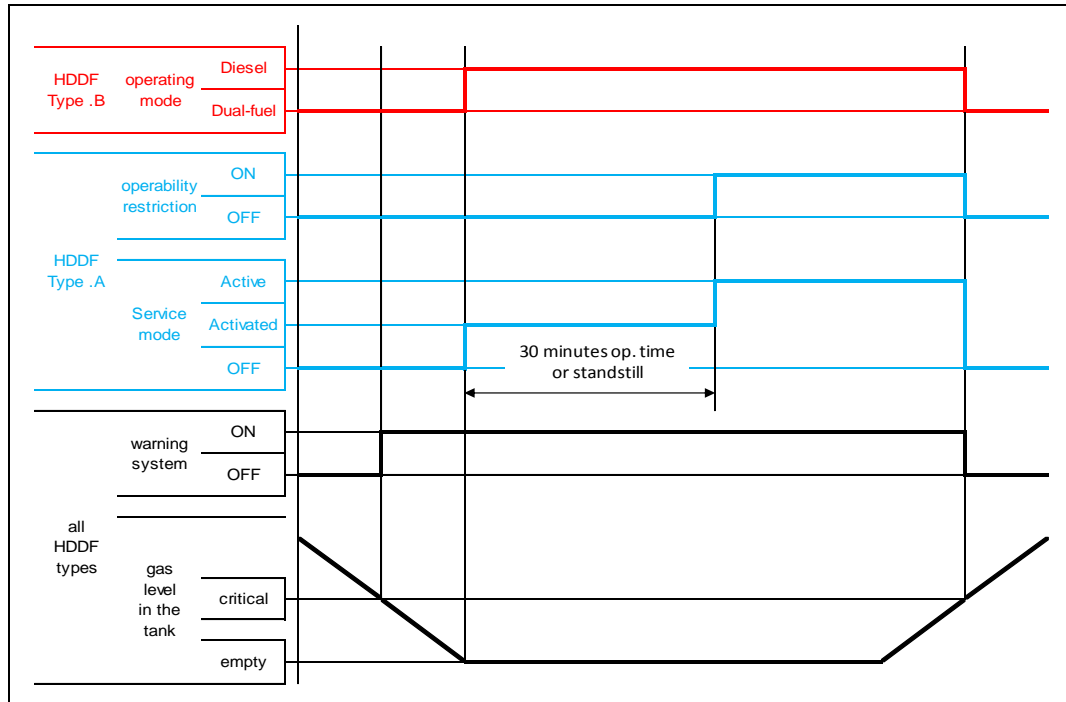 HDDF
Type .B
operating
mode
Diesel
Dual-fuel
HDDF
Type .A
operability
restriction
ON
OFF
Service
mode
Active
Activated
OFF
30 minutes op. time
or standstill
all
HDDF
types
warning
system
ON
OFF
gas
level
in the
tank
critical
empty